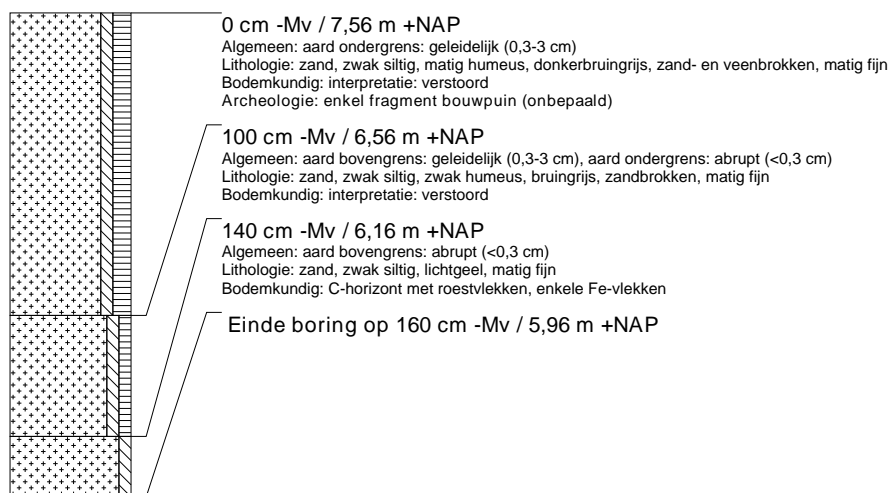 0 cm -Mv / 7,56 m +NAP
Algemeen: aard ondergrens: geleidelijk (0,3-3 cm)
Lithologie: zand, zwak siltig, matig humeus, donkerbruingrijs, zand- en veenbrokken, matig fijn
Bodemkundig: interpretatie: verstoord
Archeologie: enkel fragment bouwpuin (onbepaald)
100 cm -Mv / 6,56 m +NAP
Algemeen: aard bovengrens: geleidelijk (0,3-3 cm), aard ondergrens: abrupt (<0,3 cm)
Lithologie: zand, zwak siltig, zwak humeus, bruingrijs, zandbrokken, matig fijn
Bodemkundig: interpretatie: verstoord
140 cm -Mv / 6,16 m +NAP
Algemeen: aard bovengrens: abrupt (<0,3 cm)
Lithologie: zand, zwak siltig, lichtgeel, matig fijn
Bodemkundig: C-horizont met roestvlekken, enkele Fe-vlekken
Einde boring op 160 cm -Mv / 5,96 m +NAP